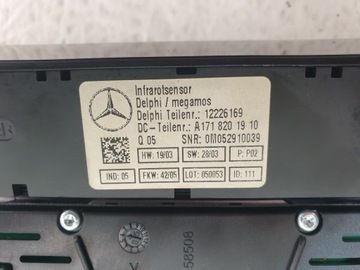 Infrarotsensor
Delphi / megamos
Delphi Teilenr.: 12226169
DC-Teilenr.: A171 820 19 10
Q 05 SNR: 0M052910039
HW: 19/03 SW: 28/03 P: P02
IND: 05 FKW: 42/05 LOT: 050053 ID: 111
58508